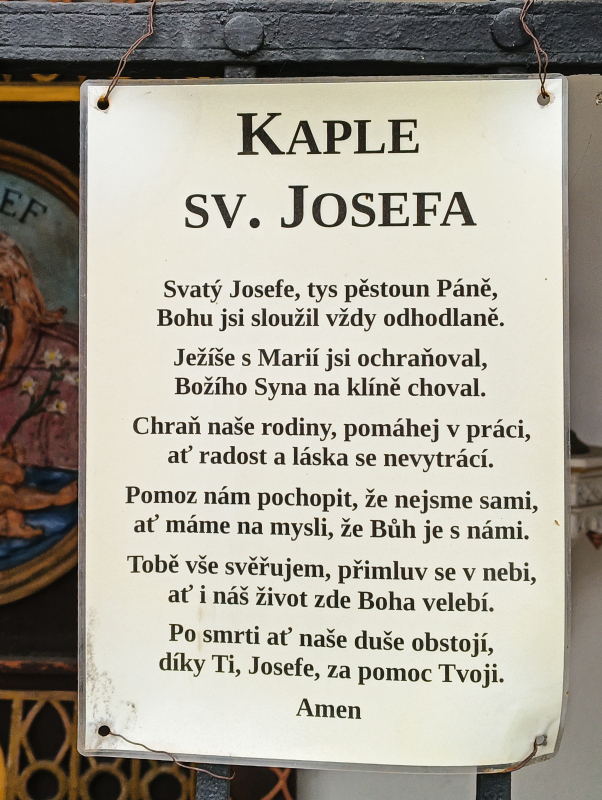 KAPLE
SV. JOSEFA
Svatý Josefe, tys pěstoun Páně,
Bohu jsi sloužil vždy odhodlaně.
Ježíše s Marií jsi ochraňoval,
Božího Syna na klíně choval.
Chraň naše rodiny, pomáhej v práci,
ať radost a láska se nevytrácí.
Pomoz nám pochopit, že nejsme sami,
ať máme na mysli, že Bůh je s námi.
Tobě vše svěřujem, přimluv se v nebi,
ať i náš život zde Boha velebí.
Po smrti ať naše duše obstojí,
díky Ti, Josefe, za pomoc Tvoji.
Amen